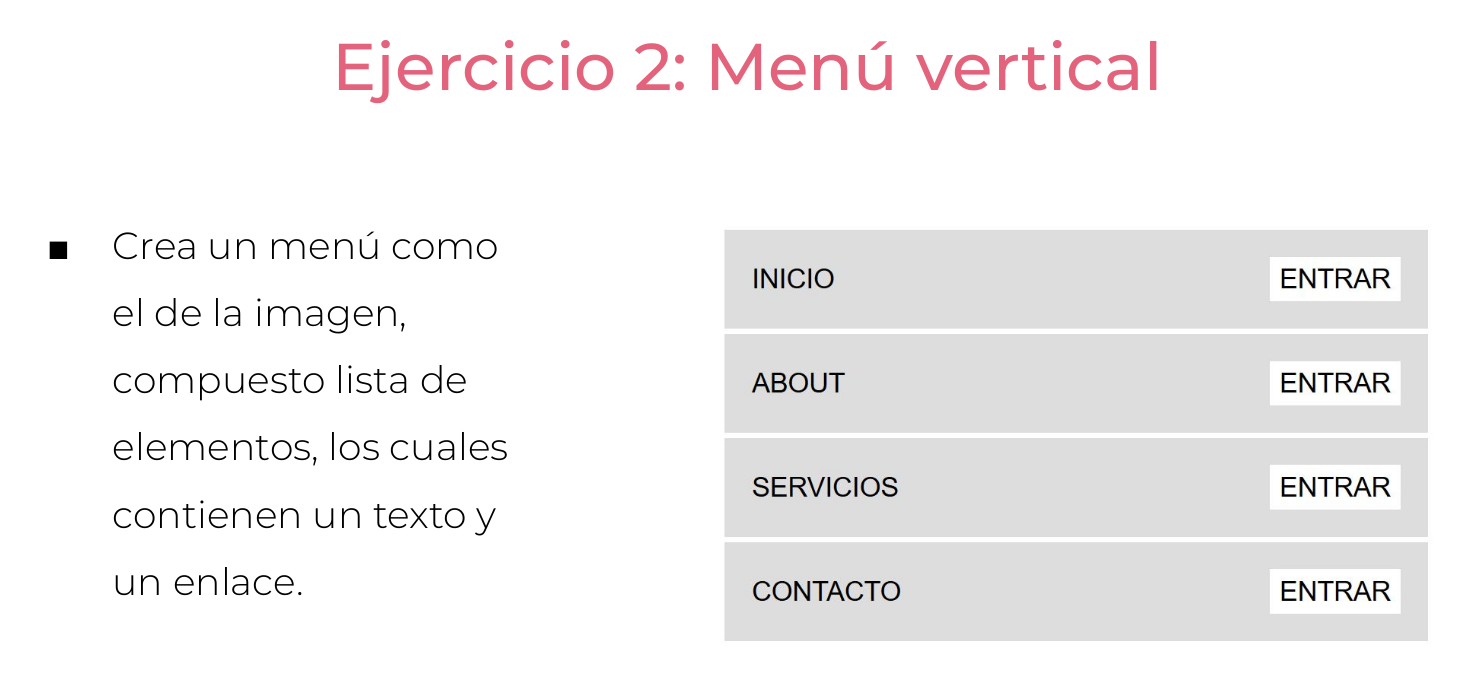 Ejercicio 2: Menú vertical
■ Crea un menú como
el de la imagen,
compuesto lista de
elementos, los cuales
contienen un texto y
un enlace.
INICIO ENTRAR
ABOUT ENTRAR
SERVICIOS ENTRAR
CONTACTO ENTRAR